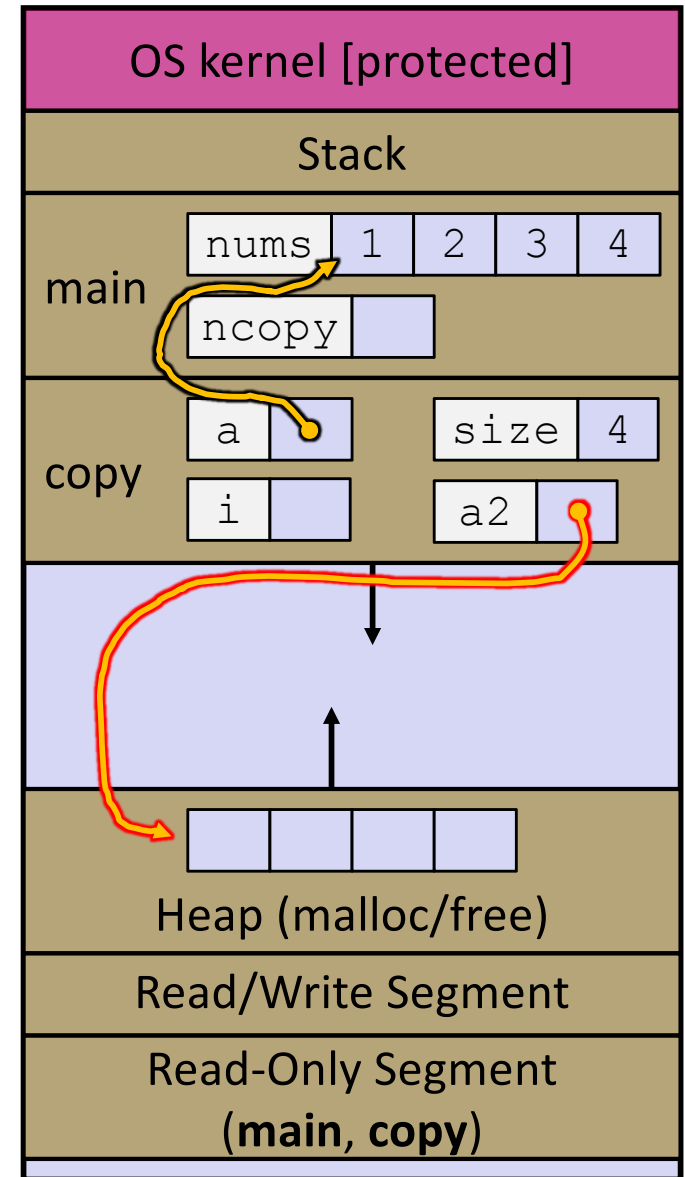 OS kernel [protected]
Stack
main
nums 1 2 3 4
ncopy
copy
a
size 4
i
a2
Heap (malloc/free)
Read/Write Segment
Read-Only Segment
(main, copy)